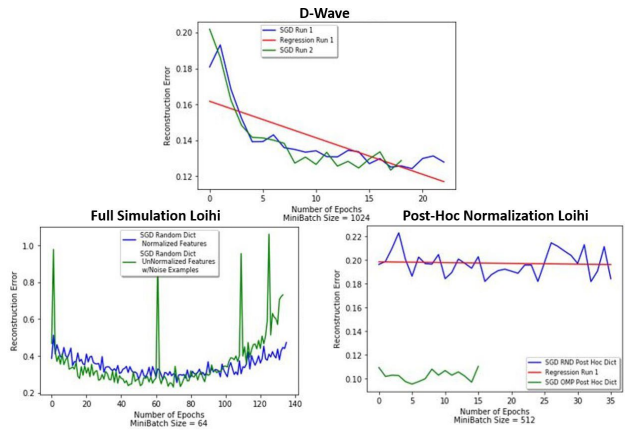 D-Wave
SGD Run 1
Regression Run 1
SGD Run 2
Reconstruction Error
0.20
0.18
0.16
0.14
0.12
0
5
10
15
20
Number of Epochs
MiniBatch Size = 1024
Full Simulation Loihi
SGD Random Dict
Normalized Features
SGD Random Dict
UnNormalized Features
w/Noise Examples
Reconstruction Error
1.0
0.8
0.6
0.4
0.2
0
20
40
60
80
100
120
140
Number of Epochs
MiniBatch Size = 64
Post-Hoc Normalization Loihi
Reconstruction Error
0.22
0.20
0.18
0.16
0.14
0.12
0.10
SGD RND Post Hoc Dict
Regression Run 1
SGD OMP Post Hoc Dict
0
5
10
15
20
25
30
35
Number of Epochs
MiniBatch Size = 512